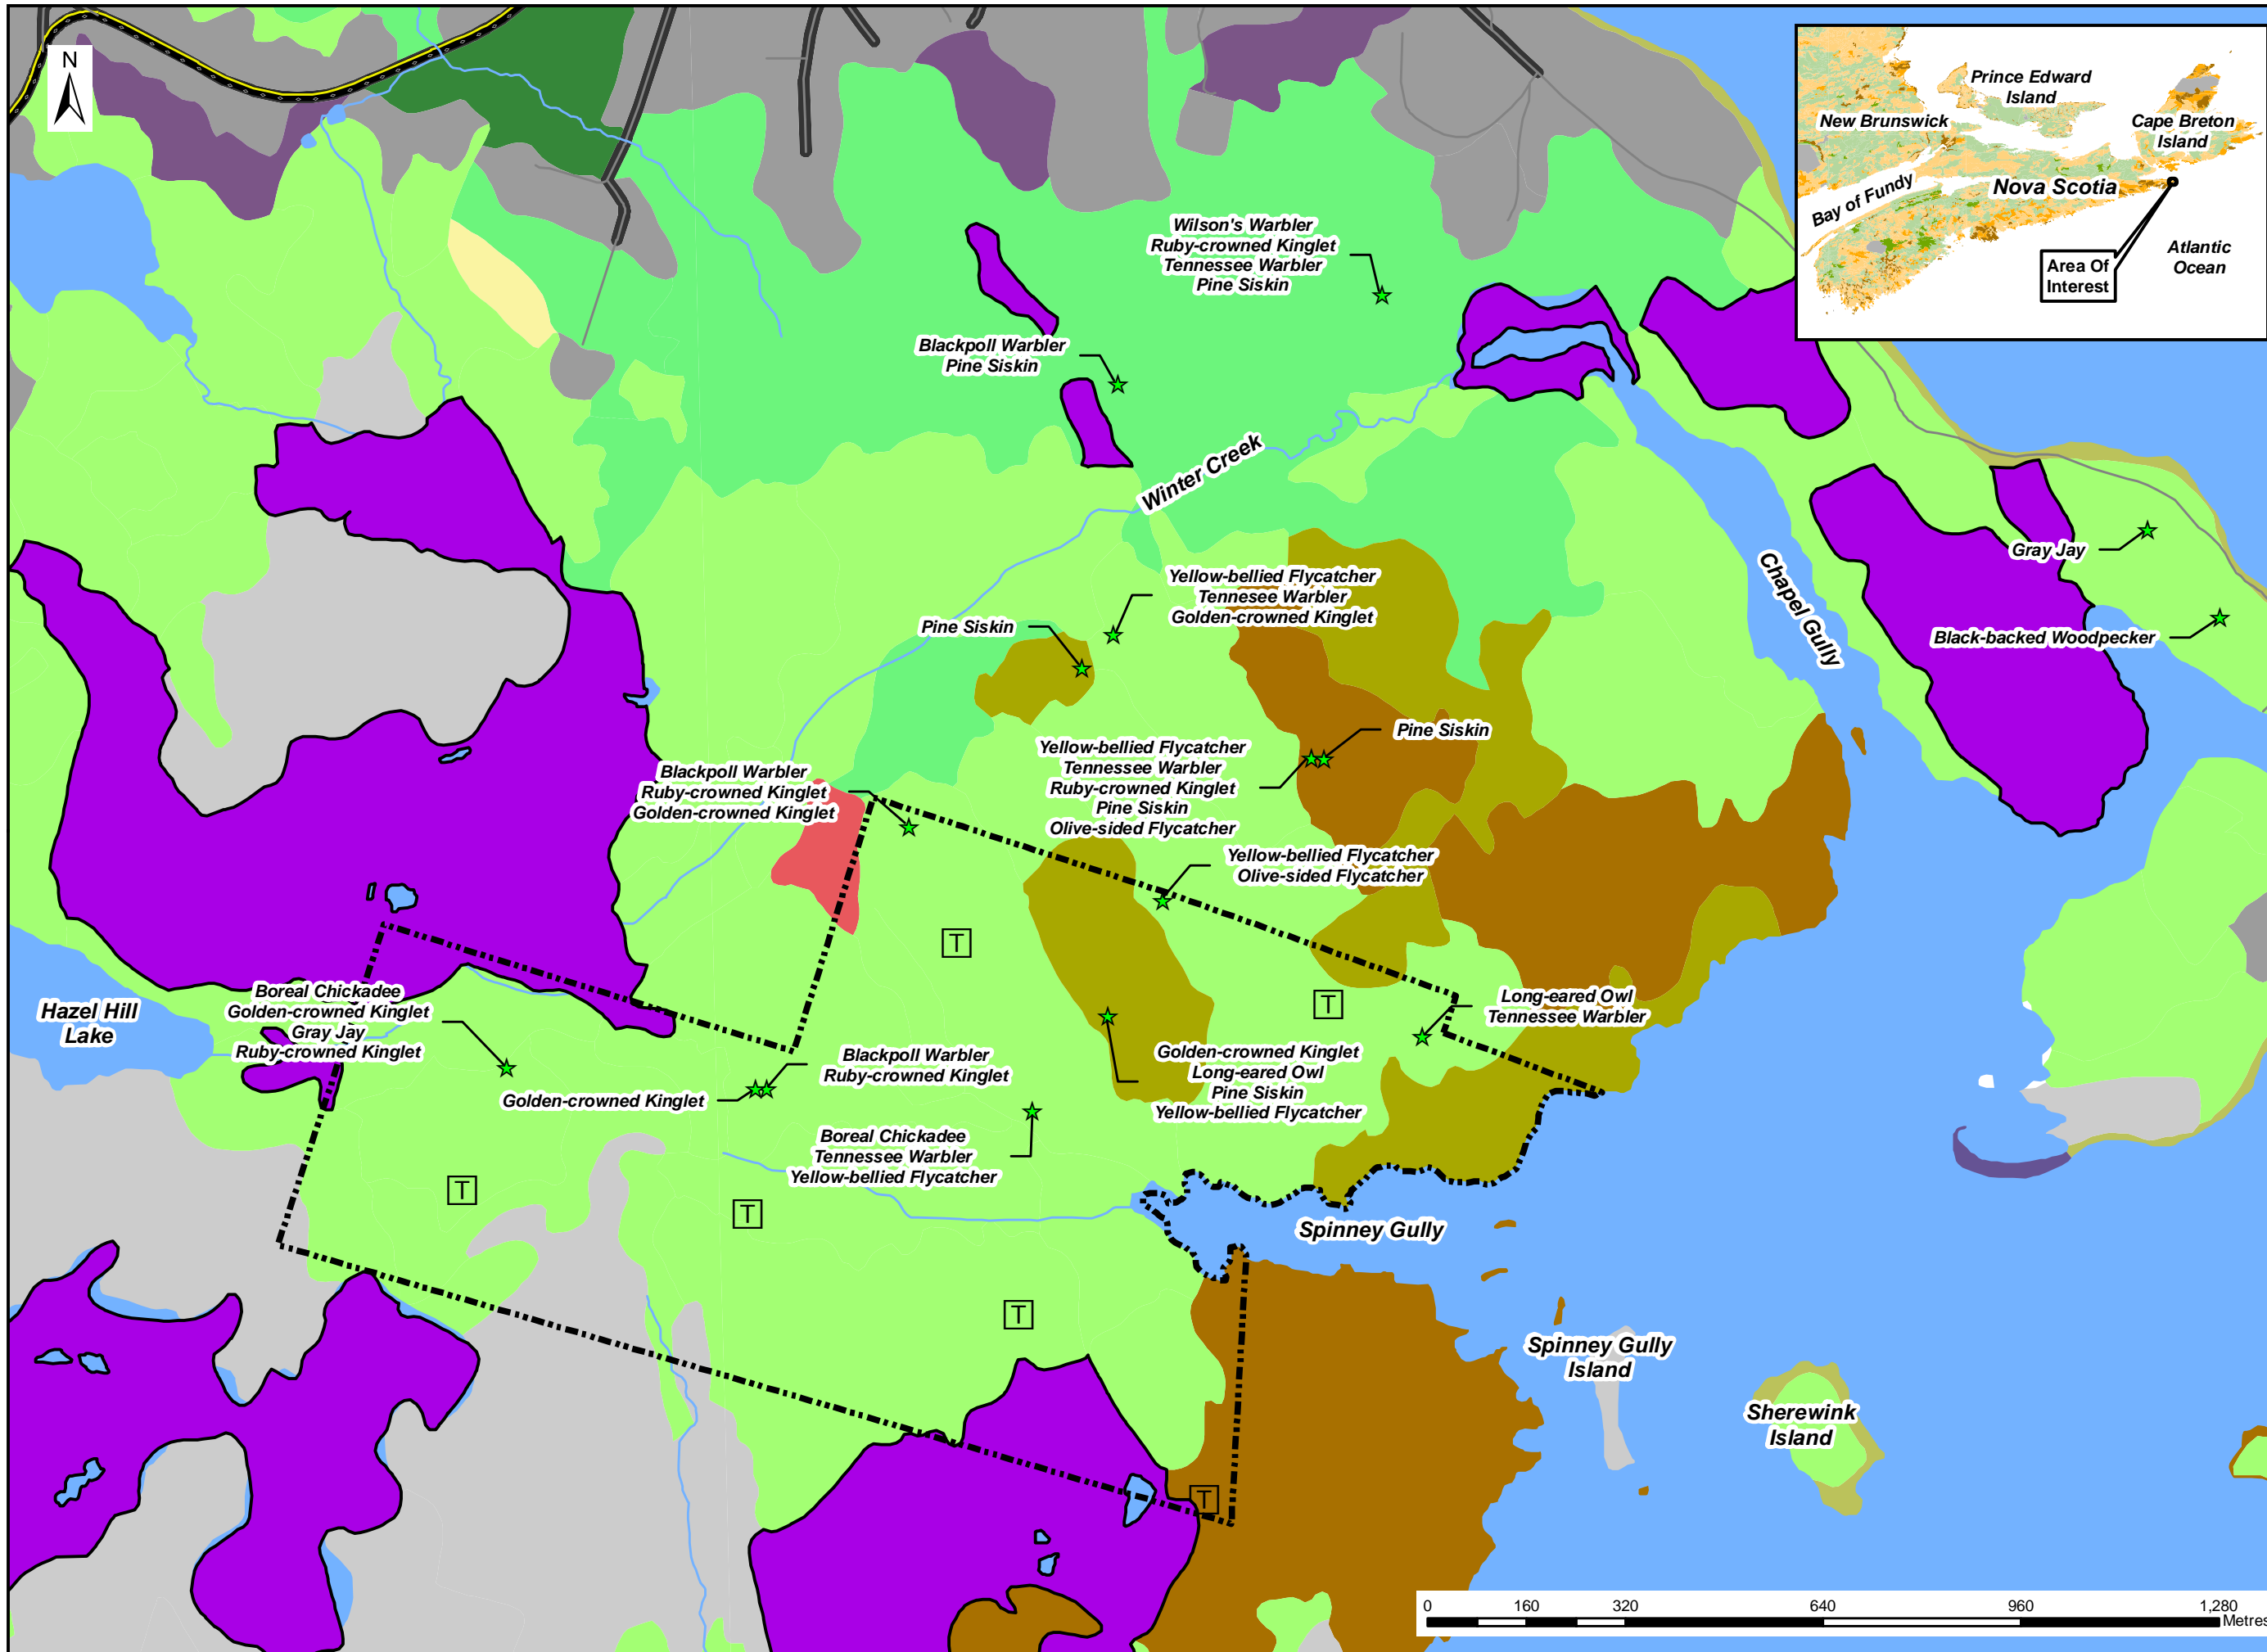 N
Prince Edward
Island
New Brunswick
Cape Breton
Island
Nova Scotia
Bay of Fundy
Atlantic
Ocean
Area Of
Interest
Wilson's Warbler
Ruby-crowned Kinglet
Tennessee Warbler
Pine Siskin
Blackpoll Warbler
Pine Siskin
Winter Creek
Chapel Gully
Gray Jay
Black-backed Woodpecker
Yellow-bellied Flycatcher
Tennesee Warbler
Golden-crowned Kinglet
Pine Siskin
Pine Siskin
Yellow-bellied Flycatcher
Tennessee Warbler
Ruby-crowned Kinglet
Pine Siskin
Olive-sided Flycatcher
Blackpoll Warbler
Ruby-crowned Kinglet
Golden-crowned Kinglet
Yellow-bellied Flycatcher
Olive-sided Flycatcher
T
T
Hazel Hill
Lake
Boreal Chickadee
Golden-crowned Kinglet
Gray Jay
Ruby-crowned Kinglet
Long-eared Owl
Tennessee Warbler
Blackpoll Warbler
Ruby-crowned Kinglet
Golden-crowned Kinglet
Golden-crowned Kinglet
Long-eared Owl
Pine Siskin
Yellow-bellied Flycatcher
Boreal Chickadee
Tennessee Warbler
Yellow-bellied Flycatcher
T
T
Spinney Gully
T
Spinney Gully
Island
Sherewink
Island
T
0 160 320 640 960 1,280
Metres